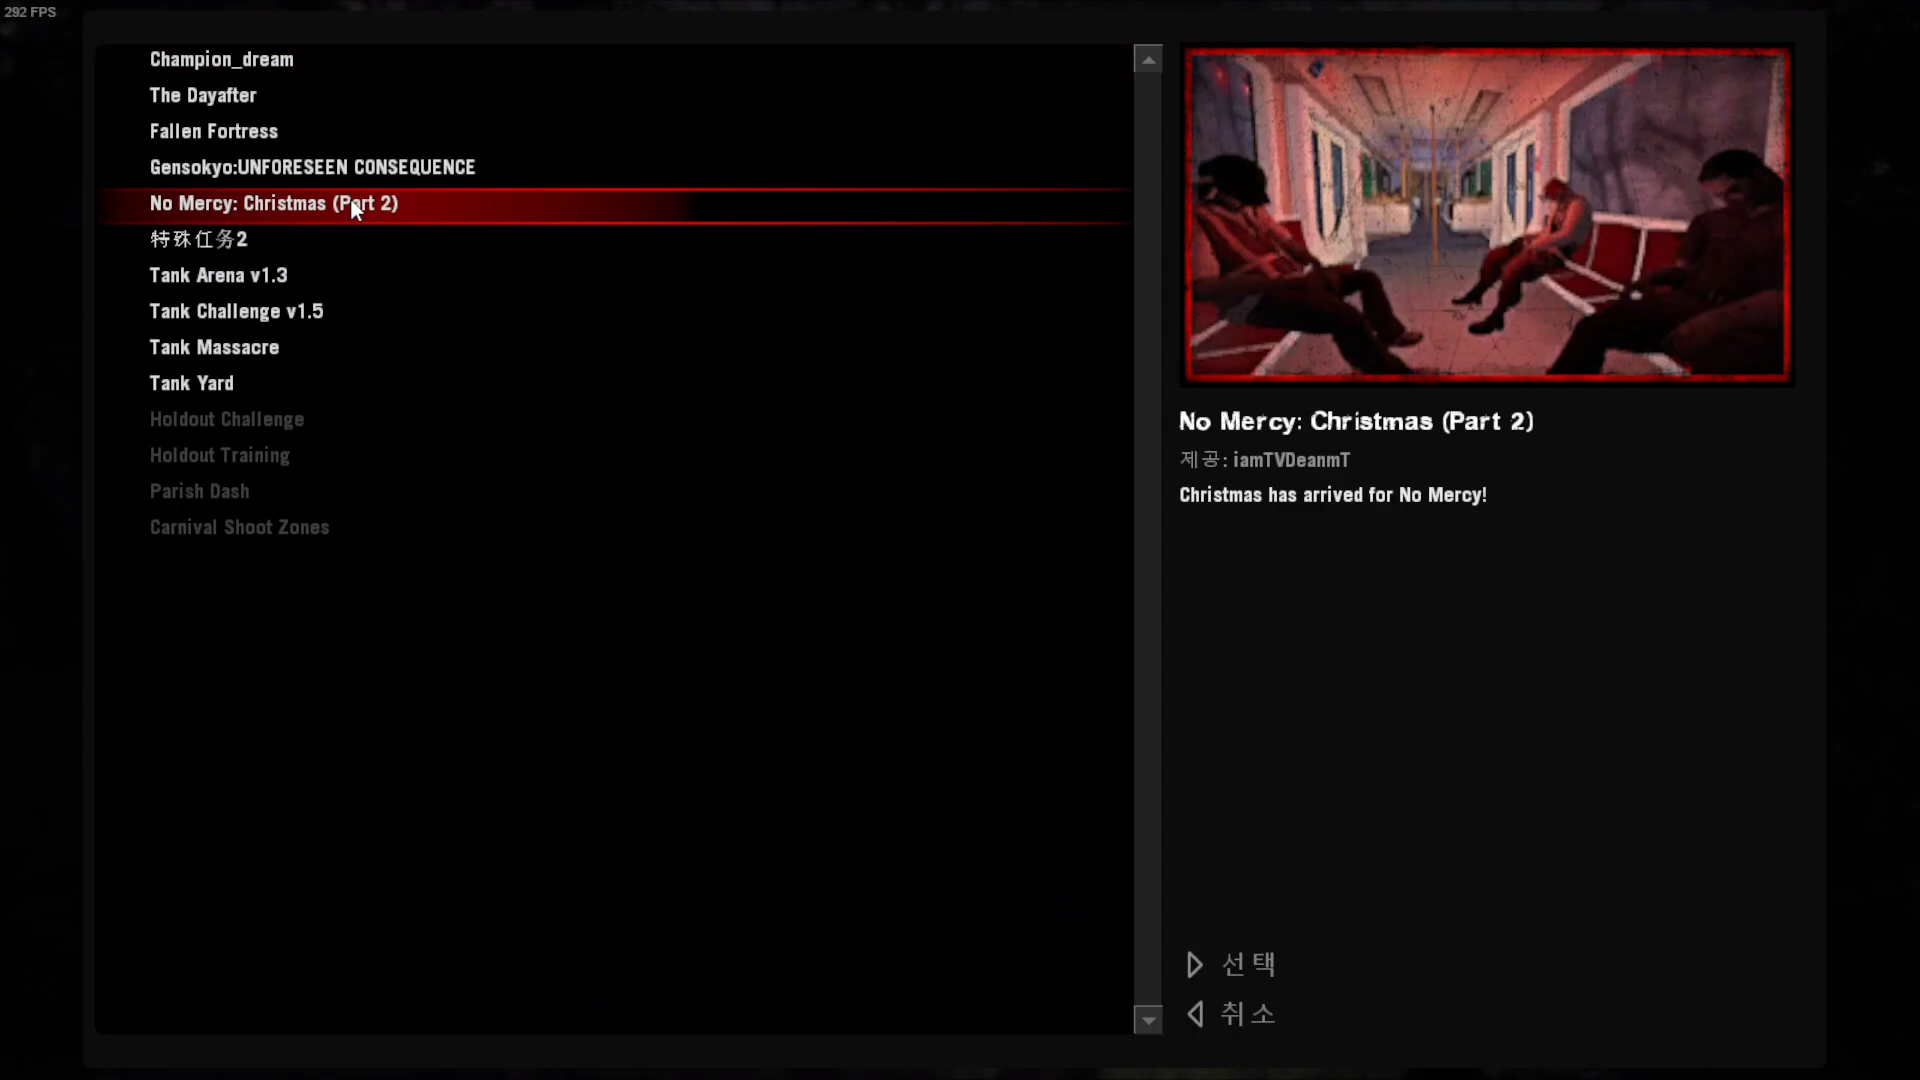 292 FPS
Champion_dream
The Dayafter
Fallen Fortress
Gensokyo:UNFORESEEN CONSEQUENCE
No Mercy: Christmas (Part 2)
特殊任务2
Tank Arena v1.3
Tank Challenge v1.5
Tank Massacre
Tank Yard
Holdout Challenge
Holdout Training
Parish Dash
Carnival Shoot Zones
No Mercy: Christmas (Part 2)
제공: iamTVDeanmT
Christmas has arrived for No Mercy!
선택
취소